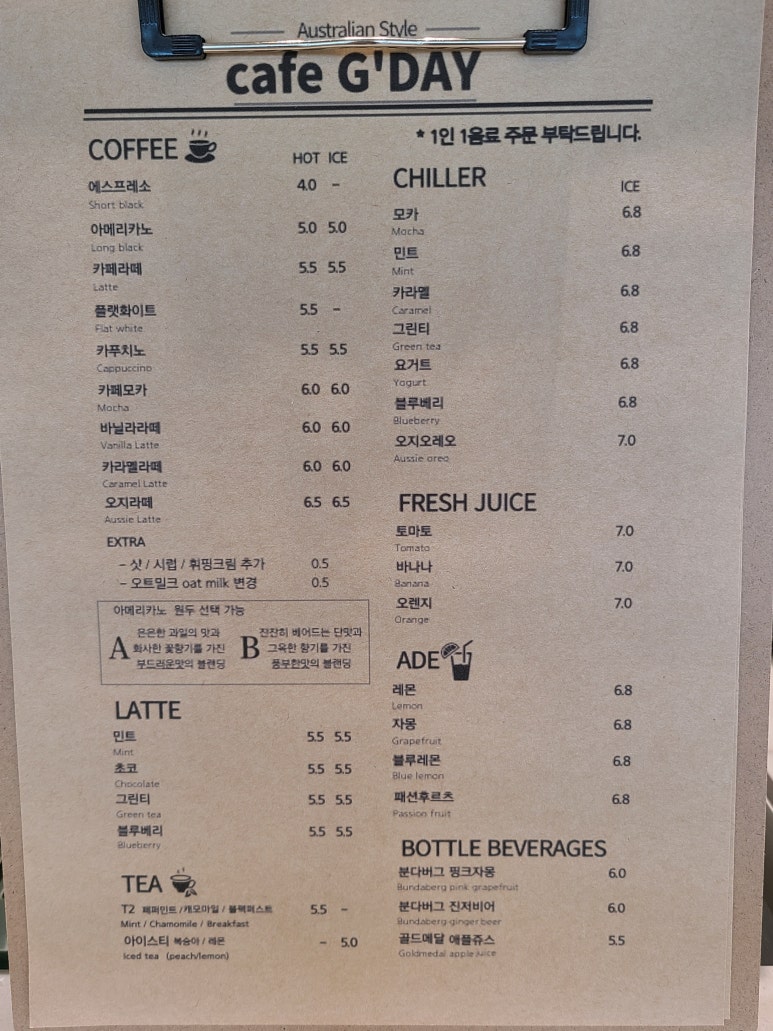 Australian Style
cafe G'DAY
* 1인 1음료 주문 부탁드립니다.
COFFEE
HOT ICE
에스프레소 4.0 –
Short black
아메리카노 5.0 5.0
Long black
카페라떼 5.5 5.5
Latte
플랫화이트 5.5 –
Flat white
카푸치노 5.5 5.5
Cappuccino
카페모카 6.0 6.0
Mocha
바닐라라떼 6.0 6.0
Vanilla Latte
카라멜라떼 6.0 6.0
Caramel Latte
오지라떼 6.5 6.5
Aussie Latte
EXTRA
– 샷 / 시럽 / 휘핑크림 추가 0.5
– 오트밀크 oat milk 변경 0.5
아메리카노 원두 선택 가능
A
은은한 과일의 맛과
화사한 꽃향기를 가진
부드러운맛의 블랜딩
B
잔잔히 베어드는 단맛과
그윽한 향기를 가진
풍부한맛의 블랜딩
LATTE
민트 5.5 5.5
Mint
초코 5.5 5.5
Chocolate
그린티 5.5 5.5
Green tea
블루베리 5.5 5.5
Blueberry
TEA
T2 페퍼민트 /캐모마일 / 블랙퍼스트 5.5 –
Mint / Chamomile / Breakfast
아이스티 복숭아 / 레몬 – 5.0
Iced tea (peach/lemon)
CHILLER
ICE
모카 6.8
Mocha
민트 6.8
Mint
카라멜 6.8
Caramel
그린티 6.8
Green tea
요거트 6.8
Yogurt
블루베리 6.8
Blueberry
오지오레오 7.0
Aussie oreo
FRESH JUICE
토마토 7.0
Tomato
바나나 7.0
Banana
오렌지 7.0
Orange
ADE
레몬 6.8
Lemon
자몽 6.8
Grapefruit
블루레몬 6.8
Blue lemon
패션후르츠 6.8
Passion fruit
BOTTLE BEVERAGES
분다버그 핑크자몽 6.0
Bundaberg pink grapefruit
분다버그 진저비어 6.0
Bundaberg ginger beer
골드메달 애플쥬스 5.5
Goldmedal apple juice